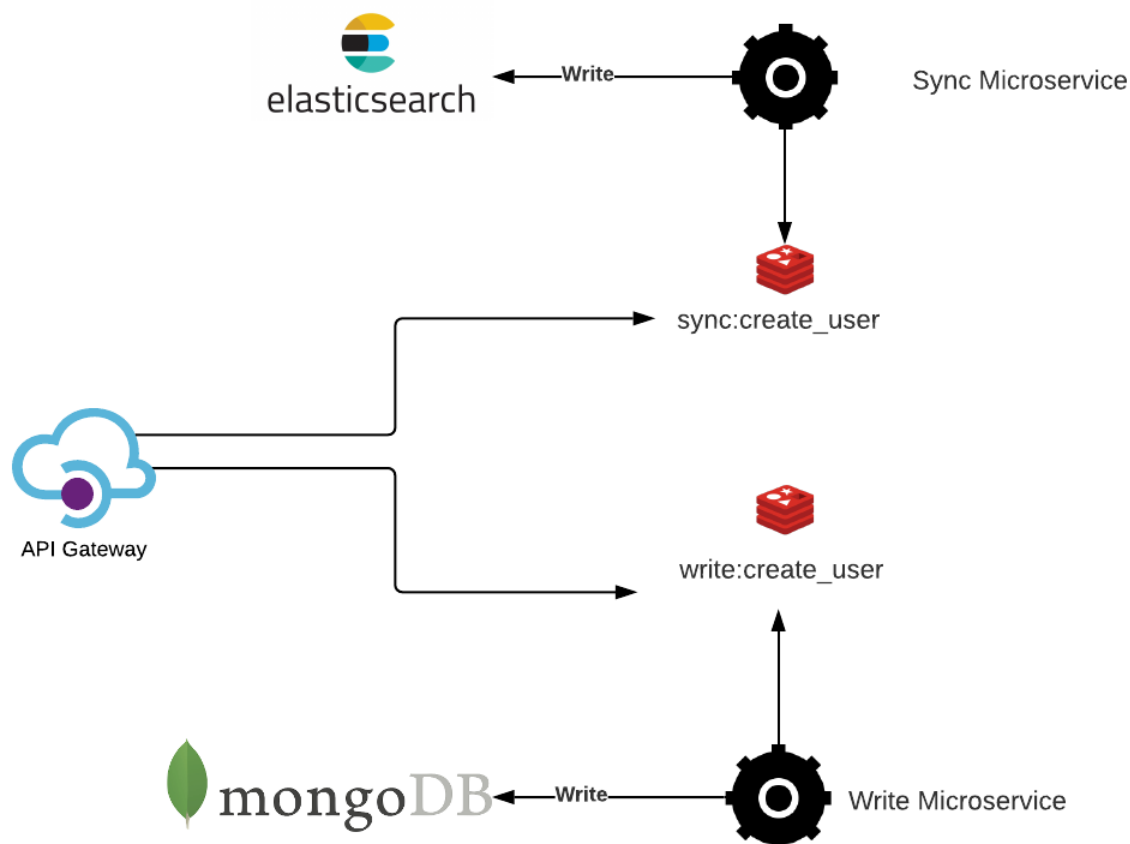 elasticsearch
Write
Sync Microservice
sync:create_user
API Gateway
write:create_user
mongoDB
Write
Write Microservice